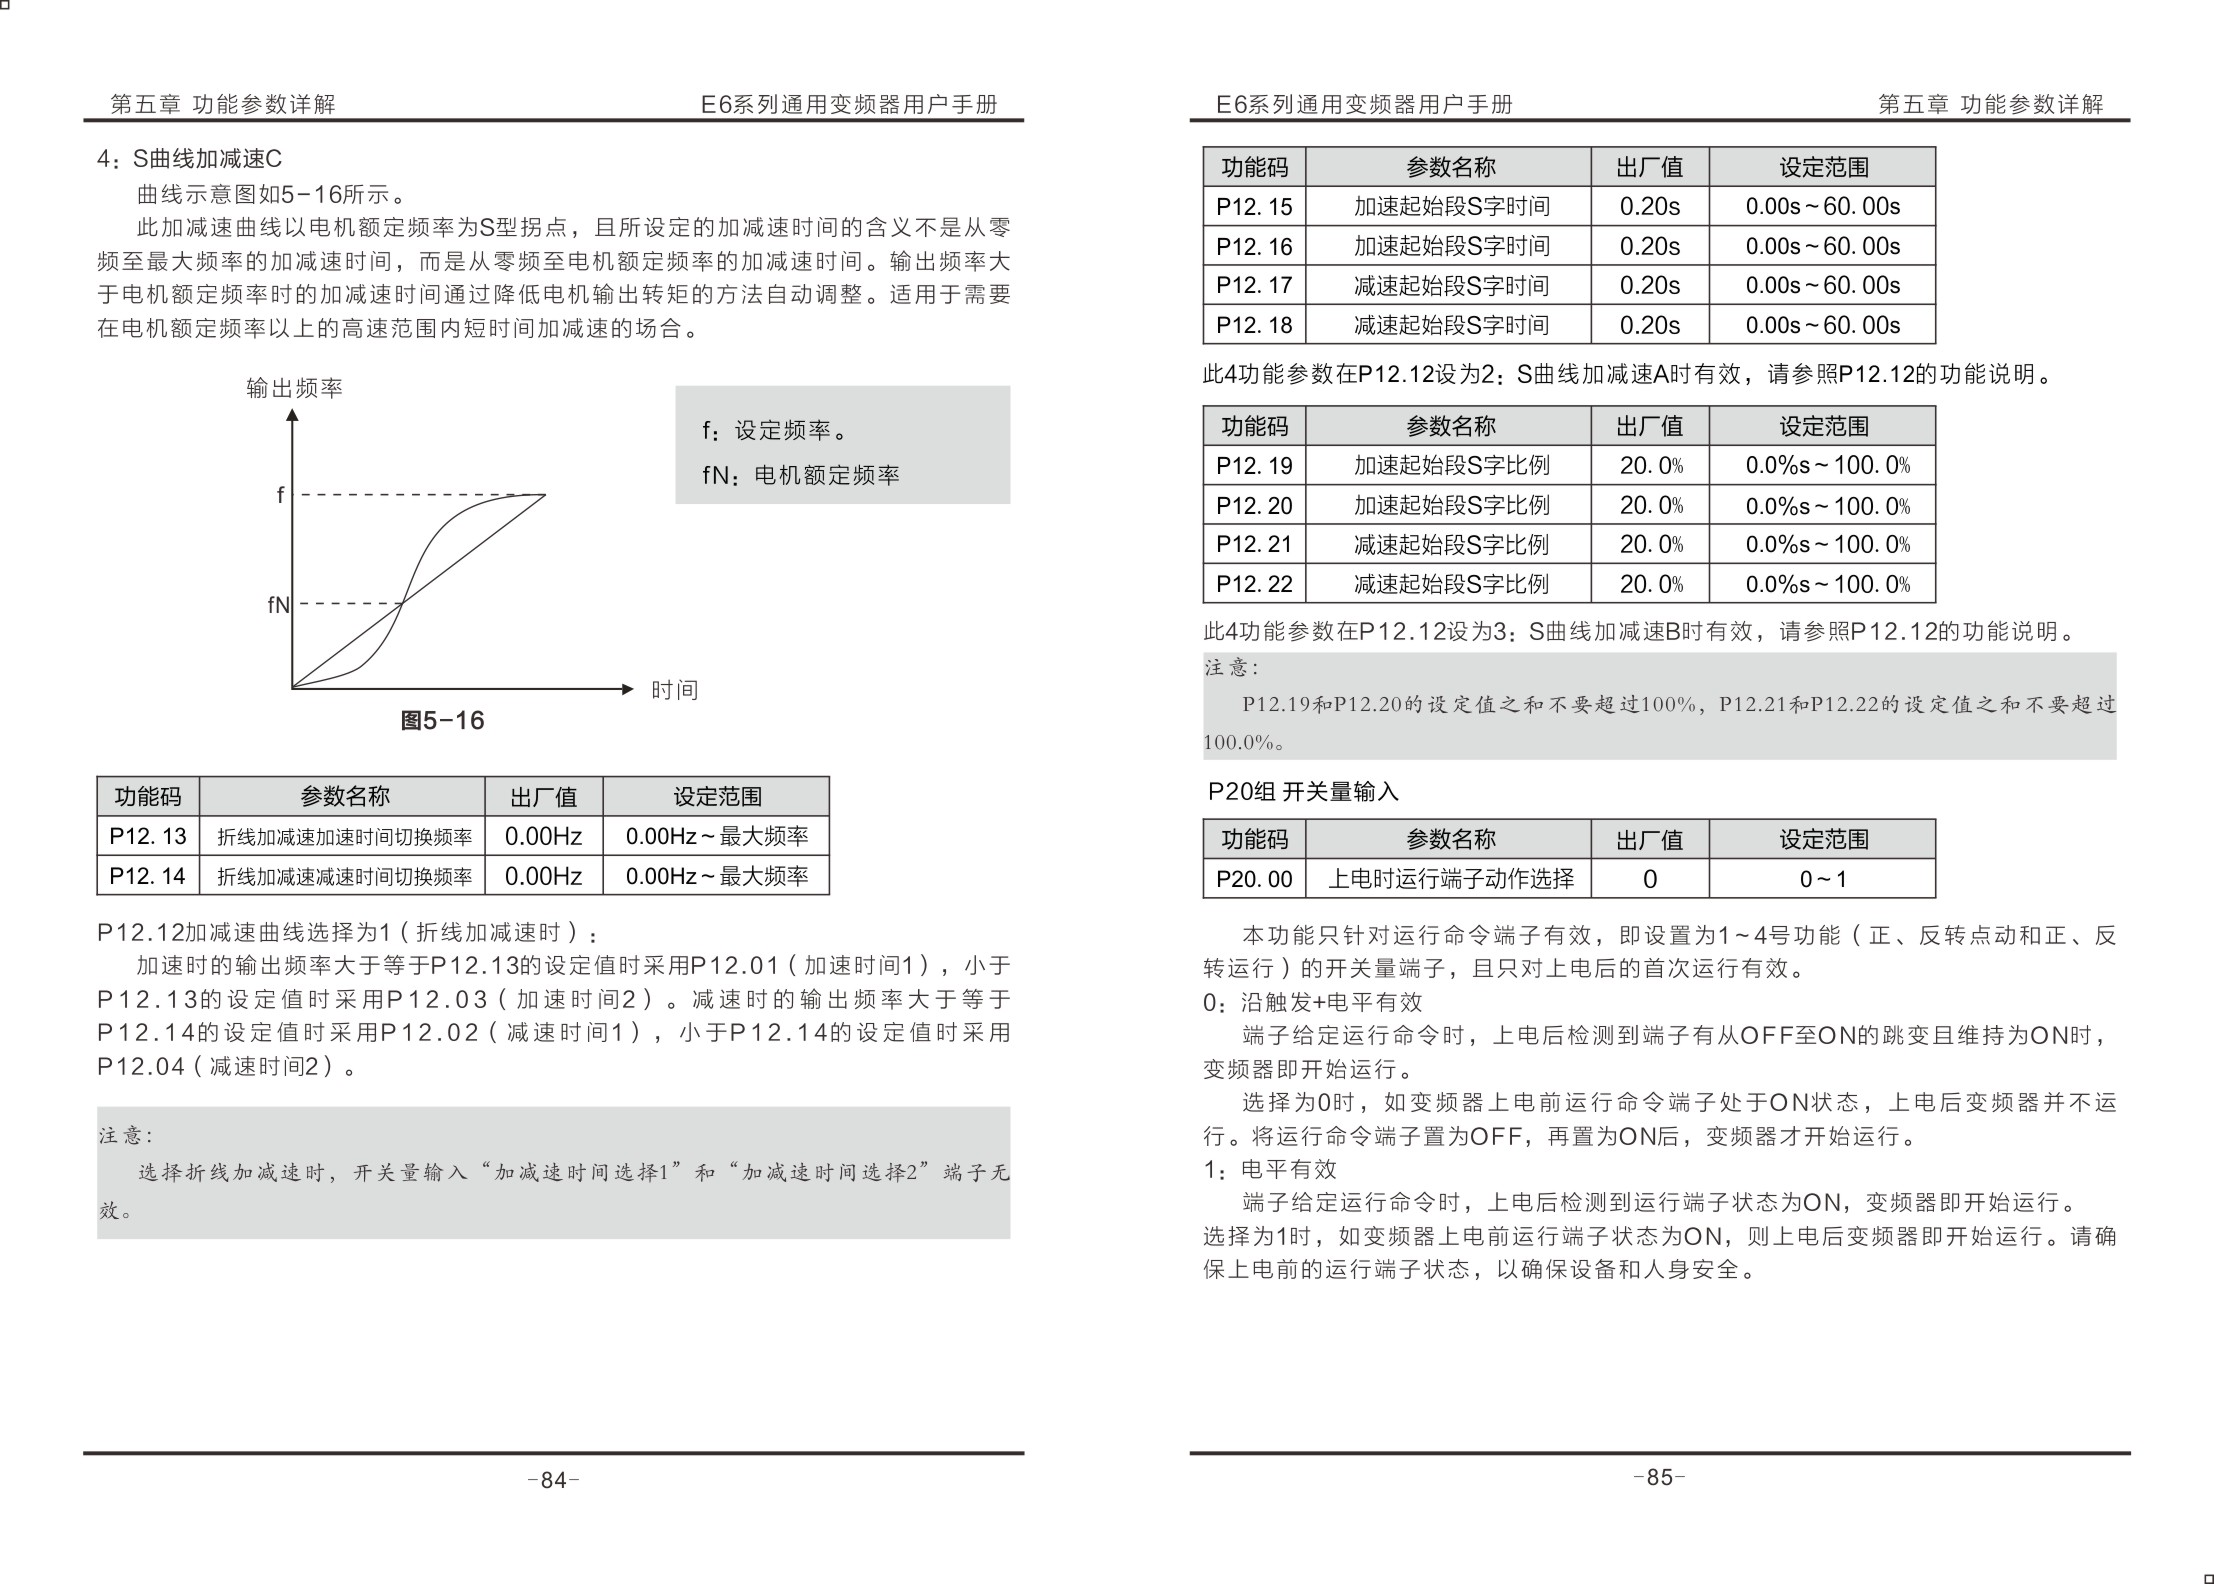 第五章 功能参数详解 E6系列通用变频器用户手册
4：S曲线加减速C
曲线示意图如5-16所示。
此加减速曲线以电机额定频率为S型拐点，且所设定的加减速时间的含义不是从零
频至最大频率的加减速时间，而是从零频至电机额定频率的加减速时间。输出频率大
于电机额定频率时的加减速时间通过降低电机输出转矩的方法自动调整。适用于需要
在电机额定频率以上的高速范围内短时间加减速的场合。
输出频率
f：设定频率。
fN：电机额定频率
f
fN
时间
图5-16
功能码 参数名称 出厂值 设定范围
P12.13 折线加减速加速时间切换频率 0.00Hz 0.00Hz～最大频率
P12.14 折线加减速减速时间切换频率 0.00Hz 0.00Hz～最大频率
P12.12加减速曲线选择为1（折线加减速时）：
加速时的输出频率大于等于P12.13的设定值时采用P12.01（加速时间1），小于
P12.13的设定值时采用P12.03（加速时间2）。减速时的输出频率大于等于
P12.14的设定值时采用P12.02（减速时间1），小于P12.14的设定值时采用
P12.04（减速时间2）。
注意：
选择折线加减速时，开关量输入“加减速时间选择1”和“加减速时间选择2”端子无
效。
-84-
E6系列通用变频器用户手册 第五章 功能参数详解
功能码 参数名称 出厂值 设定范围
P12.15 加速起始段S字时间 0.20s 0.00s～60.00s
P12.16 加速起始段S字时间 0.20s 0.00s～60.00s
P12.17 减速起始段S字时间 0.20s 0.00s～60.00s
P12.18 减速起始段S字时间 0.20s 0.00s～60.00s
此4功能参数在P12.12设为2：S曲线加减速A时有效，请参照P12.12的功能说明。
功能码 参数名称 出厂值 设定范围
P12.19 加速起始段S字比例 20.0% 0.0%s～100.0%
P12.20 加速起始段S字比例 20.0% 0.0%s～100.0%
P12.21 减速起始段S字比例 20.0% 0.0%s～100.0%
P12.22 减速起始段S字比例 20.0% 0.0%s～100.0%
此4功能参数在P12.12设为3：S曲线加减速B时有效，请参照P12.12的功能说明。
注意：
P12.19和P12.20的设定值之和不要超过100%，P12.21和P12.22的设定值之和不要超过
100.0%。
P20组 开关量输入
功能码 参数名称 出厂值 设定范围
P20.00 上电时运行端子动作选择 0 0～1
本功能只针对运行命令端子有效，即设置为1～4号功能（正、反转点动和正、反
转运行）的开关量端子，且只对上电后的首次运行有效。
0：沿触发+电平有效
端子给定运行命令时，上电后检测到端子有从OFF至ON的跳变且维持为ON时，
变频器即开始运行。
选择为0时，如变频器上电前运行命令端子处于ON状态，上电后变频器并不运
行。将运行命令端子置为OFF，再置为ON后，变频器才开始运行。
1：电平有效
端子给定运行命令时，上电后检测到运行端子状态为ON，变频器即开始运行。
选择为1时，如变频器上电前运行端子状态为ON，则上电后变频器即开始运行。请确
保上电前的运行端子状态，以确保设备和人身安全。
-85-